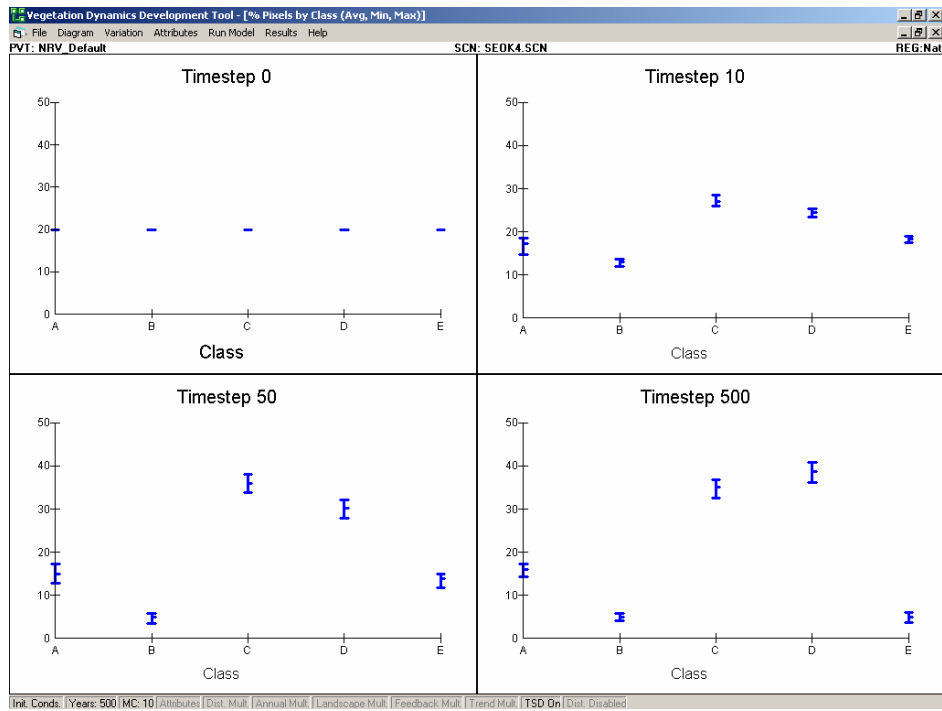 Vegetation Dynamics Development Tool - [% Pixels by Class (Avg, Min, Max)]
File Diagram Variation Attributes Run Model Results Help
PVT: NRV_Default SCN: SEOK4.SCN REG:Nat
Timestep 0
50
40
30
20
10
0
A B C D E
Class
Timestep 10
50
40
30
20
10
0
A B C D E
Class
Timestep 50
50
40
30
20
10
0
A B C D E
Class
Timestep 500
50
40
30
20
10
0
A B C D E
Class
Init. Conds. Years: 500 MC: 10 Attributes Dist. Mult Annual Mult. Landscape Mult. Feedback Mult. Trend Mult. TSD On Dist. Disabled